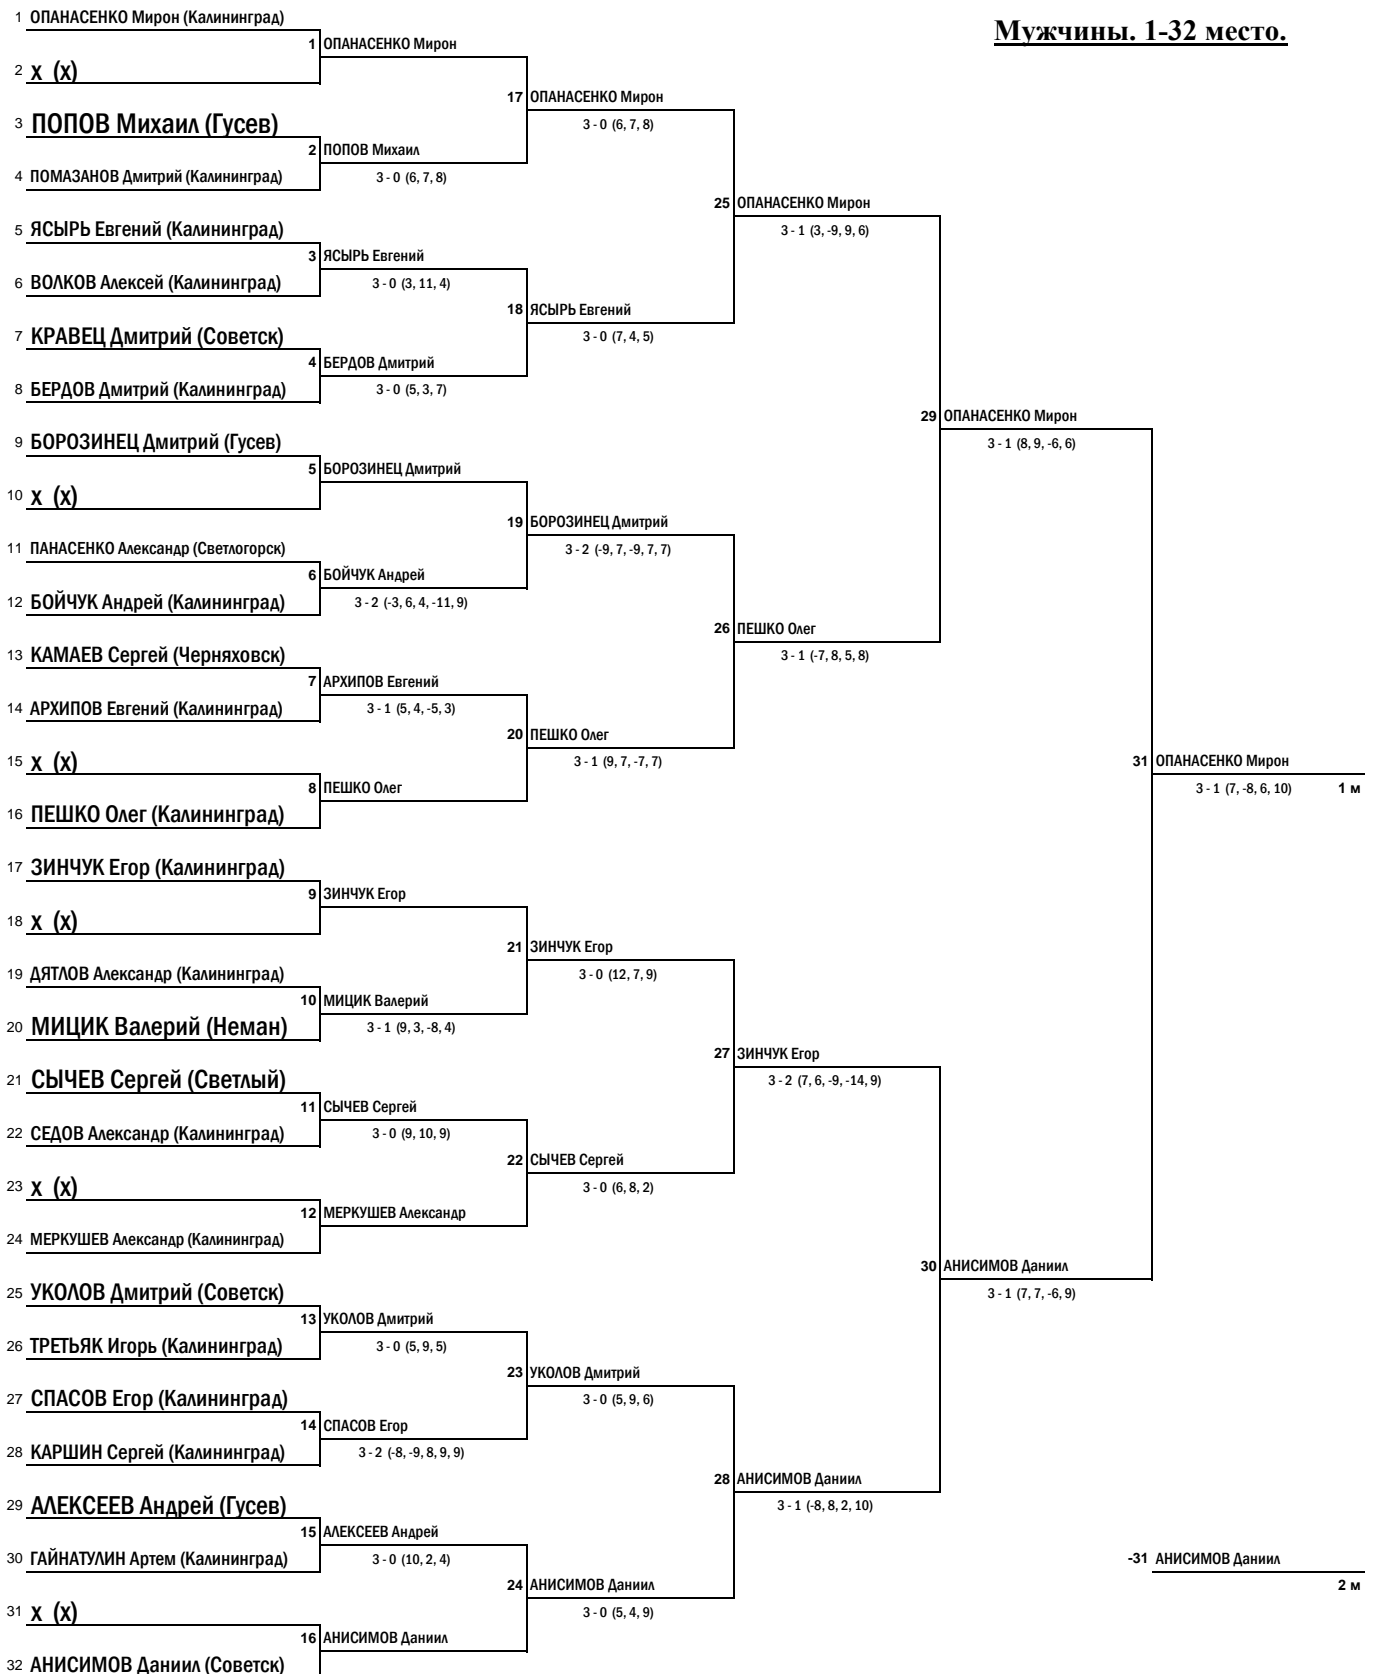 Мужчины. 1-32 место.
1 ОПАНАСЕНКО Мирон (Калининград)
1 ОПАНАСЕНКО Мирон
2 х (х)
17 ОПАНАСЕНКО Мирон
3 ПОПОВ Михаил (Гусев)
3 - 0 (6, 7, 8)
2 ПОПОВ Михаил
4 ПОМАЗАНОВ Дмитрий (Калининград)
3 - 0 (6, 7, 8)
25 ОПАНАСЕНКО Мирон
5 ЯСЫРЬ Евгений (Калининград)
3 - 1 (3, -9, 9, 6)
3 ЯСЫРЬ Евгений
6 ВОЛКОВ Алексей (Калининград)
3 - 0 (3, 11, 4)
18 ЯСЫРЬ Евгений
7 КРАВЕЦ Дмитрий (Советск)
3 - 0 (7, 4, 5)
4 БЕРДОВ Дмитрий
8 БЕРДОВ Дмитрий (Калининград)
3 - 0 (5, 3, 7)
29 ОПАНАСЕНКО Мирон
9 БОРОЗИНЕЦ Дмитрий (Гусев)
3 - 1 (8, 9, -6, 6)
5 БОРОЗИНЕЦ Дмитрий
10 х (х)
19 БОРОЗИНЕЦ Дмитрий
11 ПАНАСЕНКО Александр (Светлогорск)
3 - 2 (-9, 7, -9, 7, 7)
6 БОЙЧУК Андрей
12 БОЙЧУК Андрей (Калининград)
3 - 2 (-3, 6, 4, -11, 9)
26 ПЕШКО Олег
13 КАМАЕВ Сергей (Черняховск)
3 - 1 (-7, 8, 5, 8)
7 АРХИПОВ Евгений
14 АРХИПОВ Евгений (Калининград)
3 - 1 (5, 4, -5, 3)
20 ПЕШКО Олег
15 х (х)
3 - 1 (9, 7, -7, 7)
31 ОПАНАСЕНКО Мирон
8 ПЕШКО Олег
3 - 1 (7, -8, 6, 10) 1 м
16 ПЕШКО Олег (Калининград)
17 ЗИНЧУК Егор (Калининград)
9 ЗИНЧУК Егор
18 х (х)
21 ЗИНЧУК Егор
19 ДЯТЛОВ Александр (Калининград)
3 - 0 (12, 7, 9)
10 МИЦИК Валерий
20 МИЦИК Валерий (Неман)
3 - 1 (9, 3, -8, 4)
27 ЗИНЧУК Егор
21 СЫЧЕВ Сергей (Светлый)
3 - 2 (7, 6, -9, -14, 9)
11 СЫЧЕВ Сергей
22 СЕДОВ Александр (Калининград)
3 - 0 (9, 10, 9)
22 СЫЧЕВ Сергей
23 х (х)
3 - 0 (6, 8, 2)
12 МЕРКУШЕВ Александр
24 МЕРКУШЕВ Александр (Калининград)
30 АНИСИМОВ Даниил
25 УКОЛОВ Дмитрий (Советск)
3 - 1 (7, 7, -6, 9)
13 УКОЛОВ Дмитрий
26 ТРЕТЬЯК Игорь (Калининград)
3 - 0 (5, 9, 5)
23 УКОЛОВ Дмитрий
27 СПАСОВ Егор (Калининград)
3 - 0 (5, 9, 6)
14 СПАСОВ Егор
28 КАРШИН Сергей (Калининград)
3 - 2 (-8, -9, 8, 9, 9)
28 АНИСИМОВ Даниил
29 АЛЕКСЕЕВ Андрей (Гусев)
3 - 1 (-8, 8, 2, 10)
15 АЛЕКСЕЕВ Андрей
30 ГАЙНАТУЛИН Артем (Калининград)
3 - 0 (10, 2, 4)
-31 АНИСИМОВ Даниил
24 АНИСИМОВ Даниил
2 м
31 х (х)
3 - 0 (5, 4, 9)
16 АНИСИМОВ Даниил
32 АНИСИМОВ Даниил (Советск)